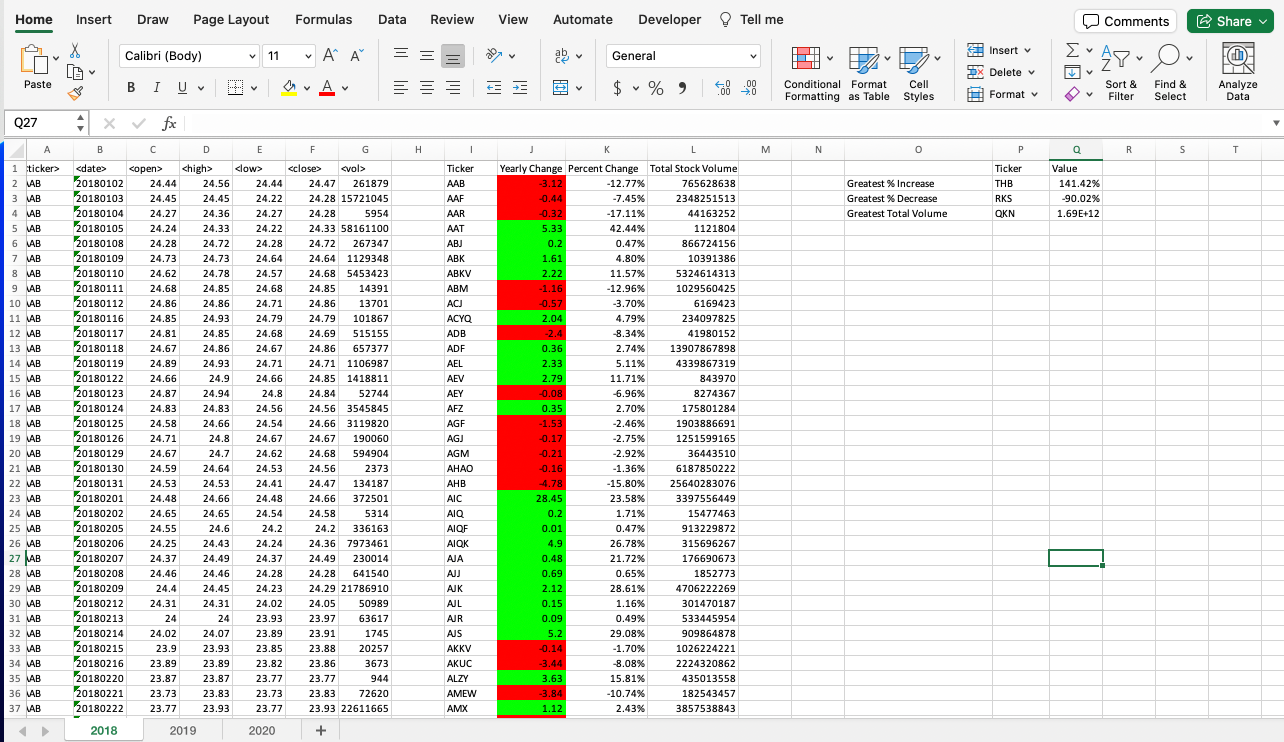 Home Insert Draw Page Layout Formulas Data Review View Automate Developer Tell me Comments Share
Calibri (Body) 11 A A General Insert
Paste B I U A $ % Conditional Formatting Format as Table Cell Styles Delete Format Sort & Filter Find & Select Analyze Data
Q27 fx
A B C D E F G H I J K L M N O P Q R S T
1 ticker> <date> <open> <high> <low> <close> <vol> Ticker Yearly Change Percent Change Total Stock Volume Ticker Value
2 AAB 20180102 24.44 24.56 24.44 24.47 261879 AAB -3.12 -12.77% 765628638 Greatest % Increase THB 141.42%
3 AAB 20180103 24.45 24.45 24.22 24.28 15721045 AAF -0.44 -7.45% 2348251513 Greatest % Decrease RKS -90.02%
4 AAB 20180104 24.27 24.36 24.27 24.28 5954 AAR -0.32 -17.11% 44163252 Greatest Total Volume QKN 1.69E+12
5 AAB 20180105 24.24 24.33 24.22 24.33 58161100 AAT 5.33 42.44% 1121804
6 AAB 20180108 24.28 24.72 24.28 24.72 267347 ABJ 0.2 0.47% 866724156
7 AAB 20180109 24.73 24.73 24.64 24.64 1129348 ABK 1.61 4.80% 10391386
8 AAB 20180110 24.62 24.78 24.57 24.68 5453423 ABKV 2.22 11.57% 5324614313
9 AAB 20180111 24.68 24.85 24.68 24.85 14391 ABM -1.16 -12.96% 1029560425
10 AAB 20180112 24.86 24.86 24.71 24.86 13701 ACJ -0.57 -3.70% 6169423
11 AAB 20180116 24.85 24.93 24.79 24.79 101867 ACYQ 2.04 4.79% 234097825
12 AAB 20180117 24.81 24.85 24.68 24.69 515155 ADB -2.4 -8.34% 41980152
13 AAB 20180118 24.67 24.86 24.67 24.86 657377 ADF 0.36 2.74% 13907867898
14 AAB 20180119 24.89 24.93 24.71 24.71 1106987 AEL 2.33 5.11% 4339867319
15 AAB 20180122 24.66 24.9 24.66 24.85 1418811 AEV 2.79 11.71% 843970
16 AAB 20180123 24.87 24.94 24.8 24.84 52744 AEY -0.08 -6.96% 8274367
17 AAB 20180124 24.83 24.83 24.56 24.56 3545845 AFZ 0.35 2.70% 175801284
18 AAB 20180125 24.58 24.66 24.54 24.66 3119820 AGF -1.53 -2.46% 1903886691
19 AAB 20180126 24.71 24.8 24.67 24.67 190060 AGJ -0.17 -2.75% 1251599165
20 AAB 20180129 24.67 24.7 24.62 24.68 594904 AGM -0.21 -2.92% 36443510
21 AAB 20180130 24.59 24.64 24.53 24.56 2373 AHAO -0.16 -1.36% 6187850222
22 AAB 20180131 24.53 24.53 24.41 24.47 134187 AHB -4.78 -15.80% 25640283076
23 AAB 20180201 24.48 24.66 24.48 24.66 372501 AIC 28.45 23.58% 3397556449
24 AAB 20180202 24.65 24.65 24.54 24.58 5314 AIQ 0.2 1.71% 15477463
25 AAB 20180205 24.55 24.6 24.2 24.2 336163 AIQF 0.01 0.47% 913229872
26 AAB 20180206 24.25 24.43 24.24 24.36 7973461 AIQK 4.9 26.78% 315696267
27 AAB 20180207 24.37 24.49 24.37 24.49 230014 AJA 0.48 21.72% 176690673
28 AAB 20180208 24.46 24.46 24.28 24.28 641540 AJJ 0.69 0.65% 1852773
29 AAB 20180209 24.4 24.45 24.23 24.29 21786910 AJK 2.12 28.61% 4706222269
30 AAB 20180212 24.31 24.31 24.02 24.05 50989 AJL 0.15 1.16% 301470187
31 AAB 20180213 24 24 23.93 23.97 63617 AJR 0.09 0.49% 533445954
32 AAB 20180214 24.02 24.07 23.89 23.91 1745 AJS 5.2 29.08% 909864878
33 AAB 20180215 23.9 23.93 23.85 23.88 20257 AKKV -0.14 -1.70% 1026224221
34 AAB 20180216 23.89 23.89 23.82 23.86 3673 AKUC -3.44 -8.08% 2224320862
35 AAB 20180220 23.87 23.87 23.77 23.77 944 ALZY 3.63 15.81% 435013558
36 AAB 20180221 23.73 23.83 23.73 23.83 72620 AMEW -3.84 -10.74% 182543457
37 AAB 20180222 23.77 23.93 23.77 23.93 22611665 AMX 1.12 2.43% 3857538843
2018 2019 2020 +